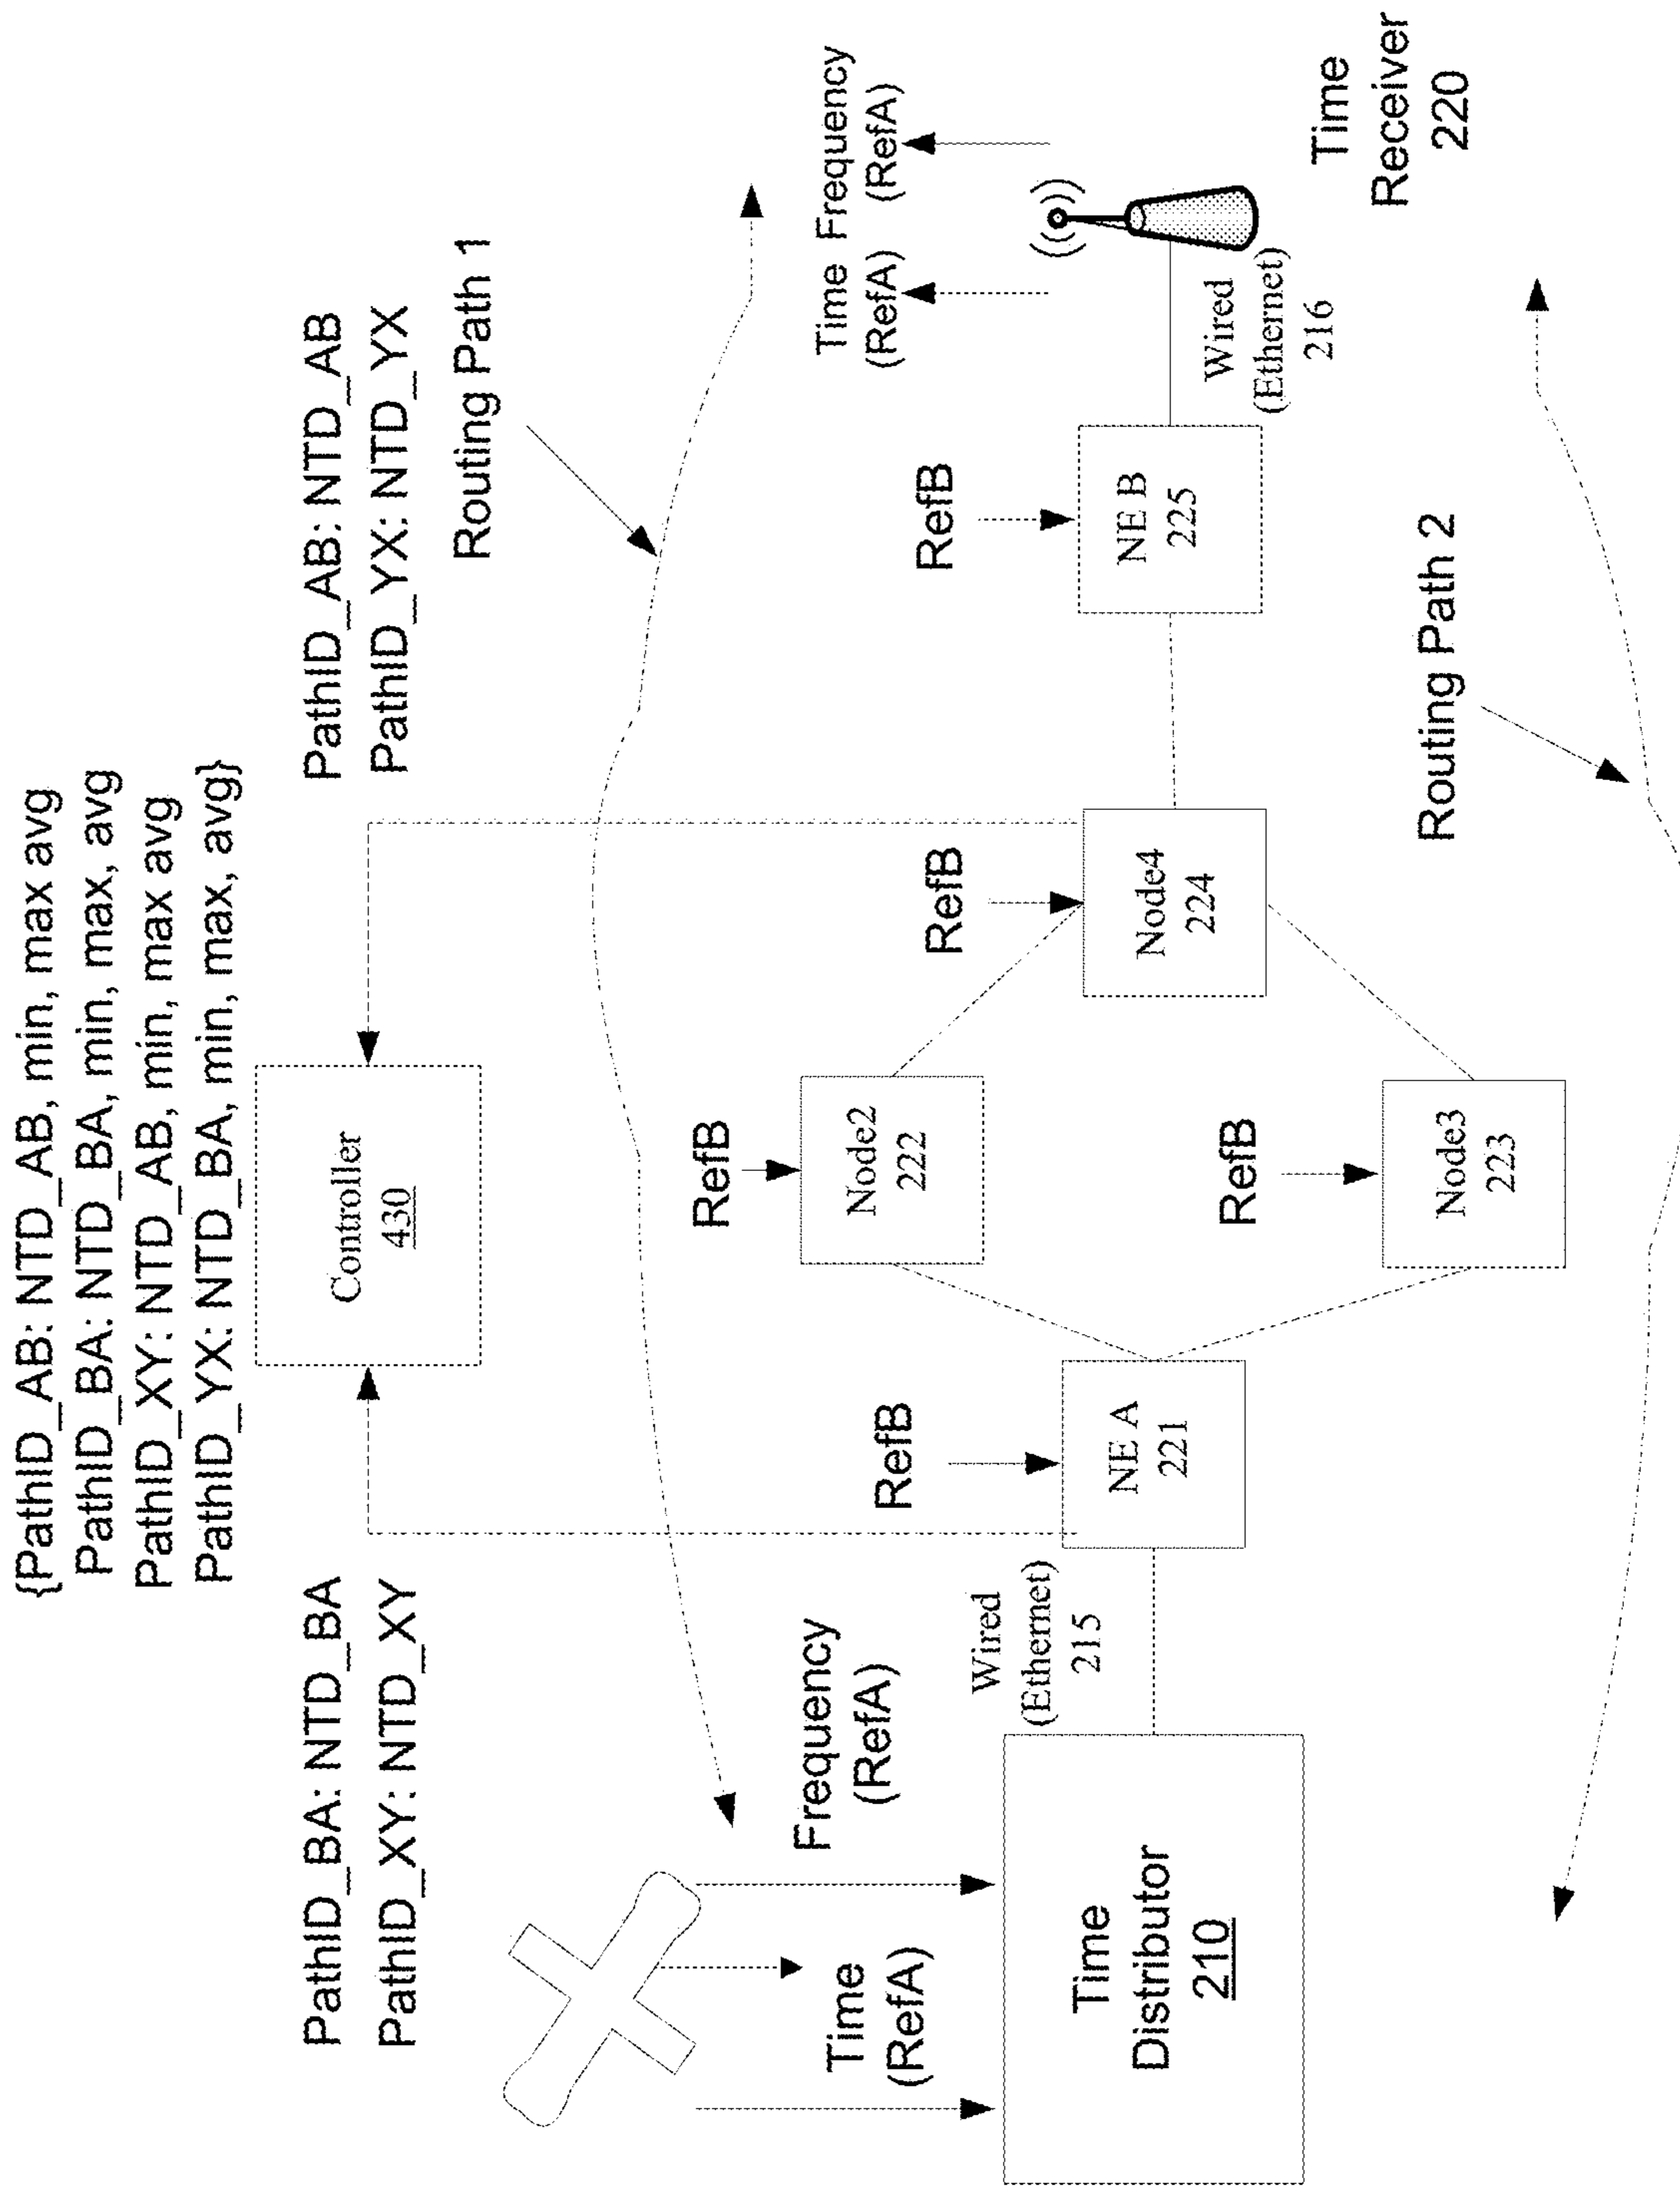 {PathID_AB: NTD_AB, min, max avg
PathID_BA: NTD_BA, min, max, avg
PathID_XY: NTD_AB, min, max avg
PathID_YX: NTD_BA, min, max, avg}
PathID_BA: NTD_BA
PathID_XY: NTD_XY
Controller
430
PathID_AB: NTD_AB
PathID_YX: NTD_YX
Routing Path 1
Time
(RefA)
Frequency
(RefA)
Time
Distributor
210
Wired
(Ethernet)
215
RefB
NE A
221
RefB
Node2
222
RefB
Node3
223
RefB
Node4
224
RefB
NE B
225
Wired
(Ethernet)
216
Time Frequency
(RefA) (RefA)
Time
Receiver
220
Routing Path 2